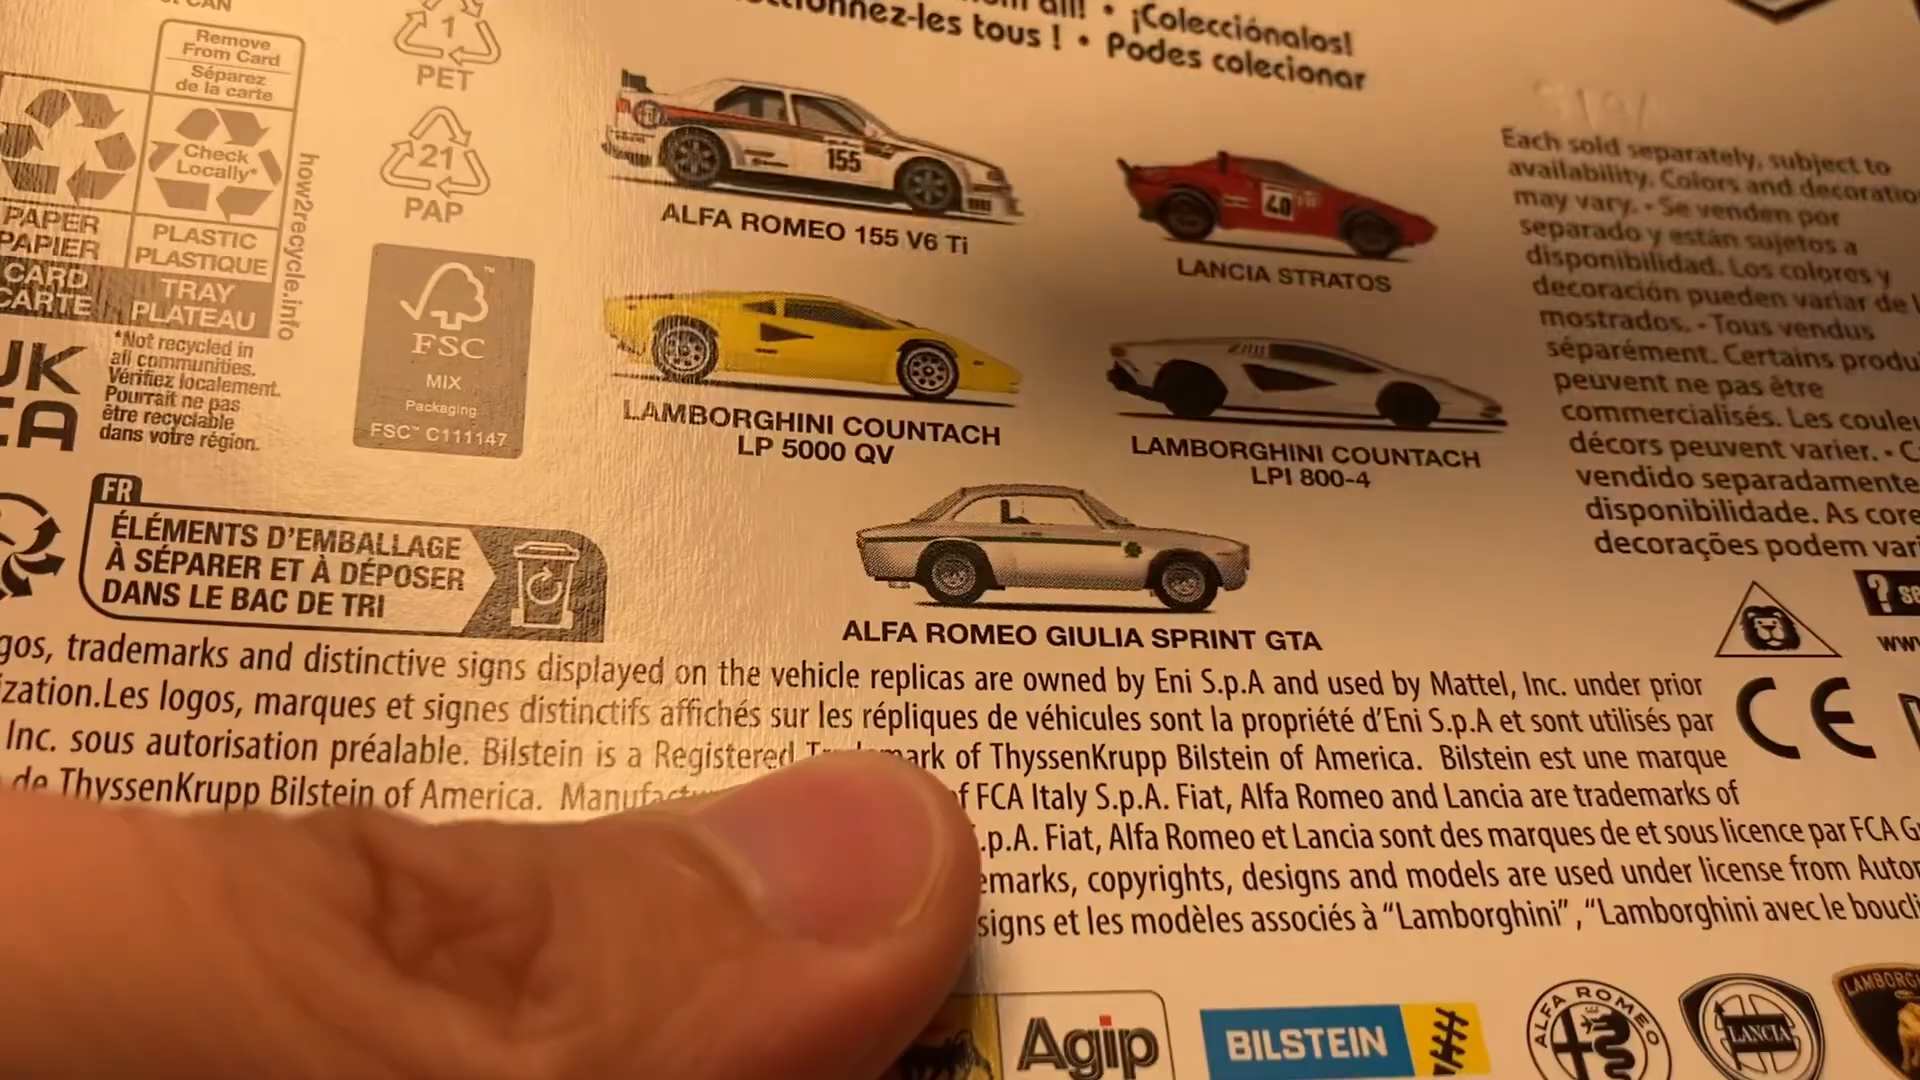 CAN
Remove
From Card
Séparez
de la carte
Check
Locally*
how2recycle.info
PAPER
PAPIER
CARD
CARTE
PLASTIC
PLASTIQUE
TRAY
PLATEAU
*Not recycled in
all communities.
Vérifiez localement.
Pourrait ne pas
être recyclable
dans votre région.
UK
CA
1
PET
21
PAP
FSC™
MIX
Packaging
FSC™ C111147
FR
ÉLÉMENTS D'EMBALLAGE
À SÉPARER ET À DÉPOSER
DANS LE BAC DE TRI
all! • ¡Colecciónalos!
tous ! • Podes colecionar
155
ALFA ROMEO 155 V6 Ti
40
LANCIA STRATOS
LAMBORGHINI COUNTACH
LP 5000 QV
LAMBORGHINI COUNTACH
LPI 800-4
ALFA ROMEO GIULIA SPRINT GTA
Each sold separately, subject to
availability. Colors and decoratio
may vary. • Se venden por
separado y están sujetos a
disponibilidad. Los colores y
decoración pueden variar de l
mostrados. • Tous vendus
séparément. Certains produ
peuvent ne pas être
commercialisés. Les couleu
décors peuvent varier. • C
vendido separadamente
disponibilidade. As core
decorações podem vari
gos, trademarks and distinctive signs displayed on the vehicle replicas are owned by Eni S.p.A and used by Mattel, Inc. under prior
zation.Les logos, marques et signes distinctifs affichés sur les répliques de véhicules sont la propriété d'Eni S.p.A et sont utilisés par
Inc. sous autorisation préalable. Bilstein is a Registered of ThyssenKrupp Bilstein of America. Bilstein est une marque
de ThyssenKrupp Bilstein of America. FCA Italy S.p.A. Fiat, Alfa Romeo and Lancia are trademarks of
.p.A. Fiat, Alfa Romeo et Lancia sont des marques de et sous licence par FCA G
emarks, copyrights, designs and models are used under license from Autom
signs et les modèles associés à “Lamborghini”, “Lamborghini avec le boucli
CE
Agip
BILSTEIN
ALFA ROMEO
LANCIA
LAMBORGHI